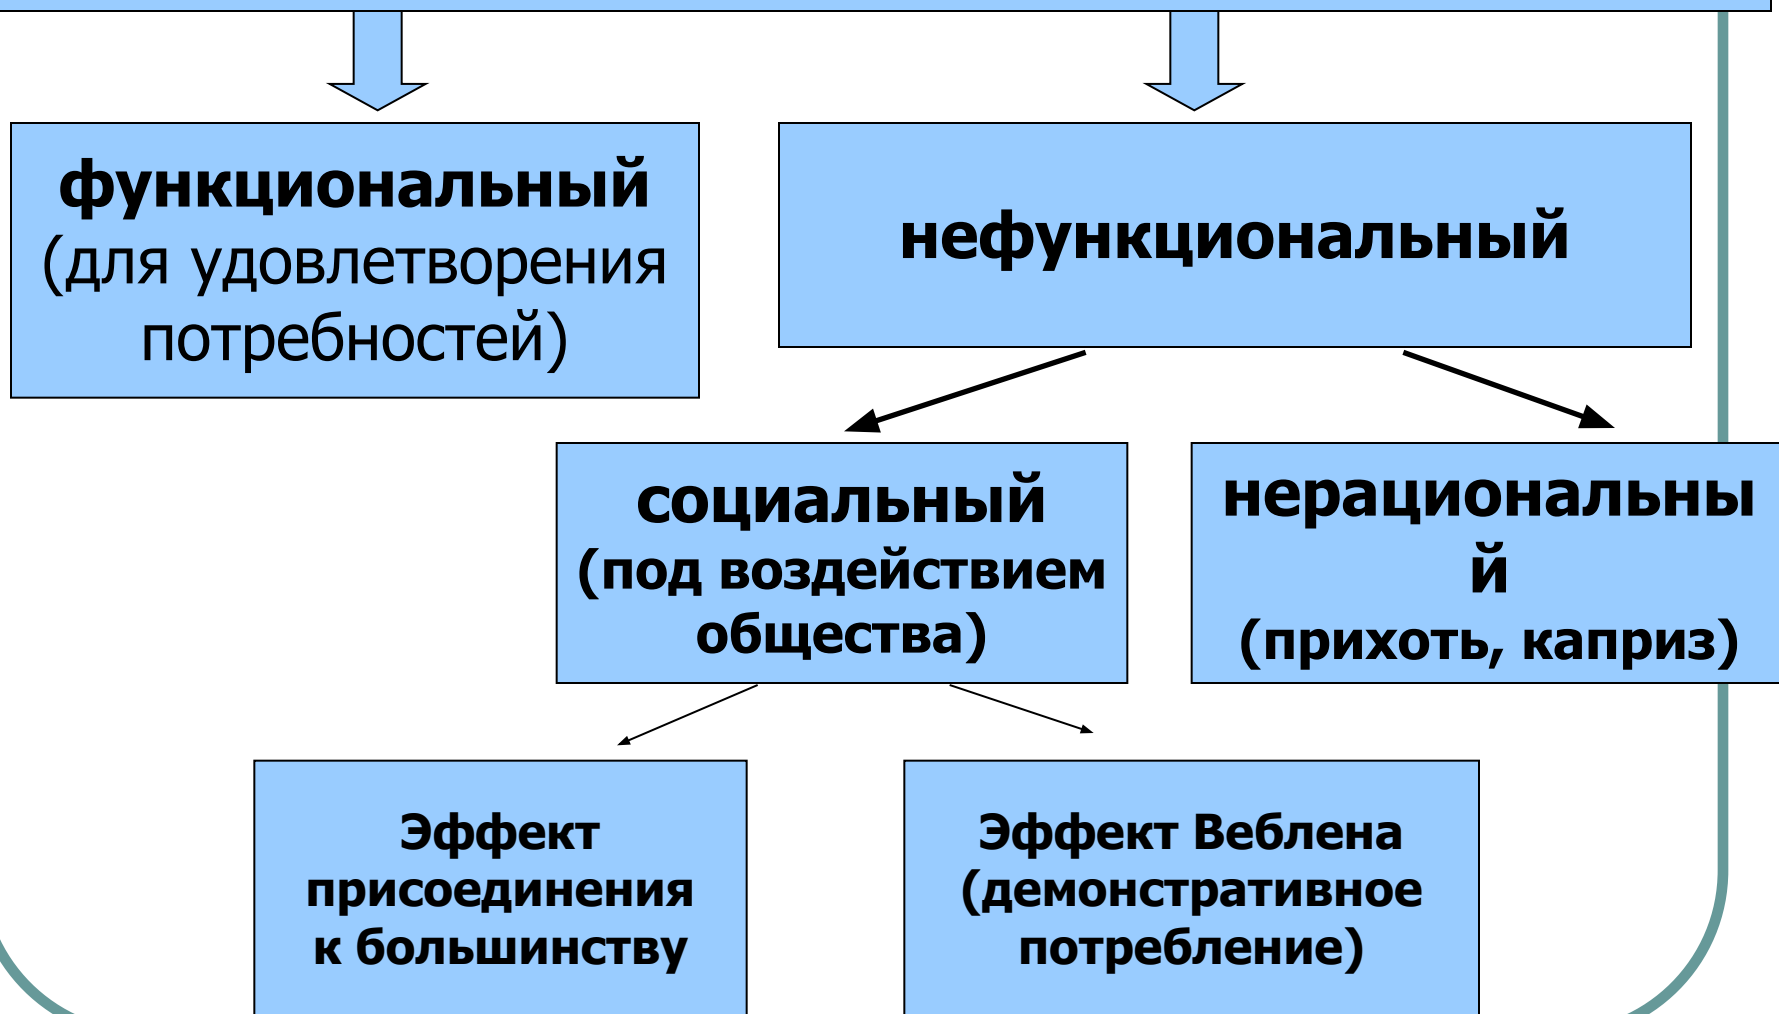 функциональный
(для удовлетворения
потребностей)
нефункциональный
социальный
(под воздействием
общества)
нерациональны
й
(прихоть, каприз)
Эффект
присоединения
к большинству
Эффект Веблена
(демонстративное
потребление)